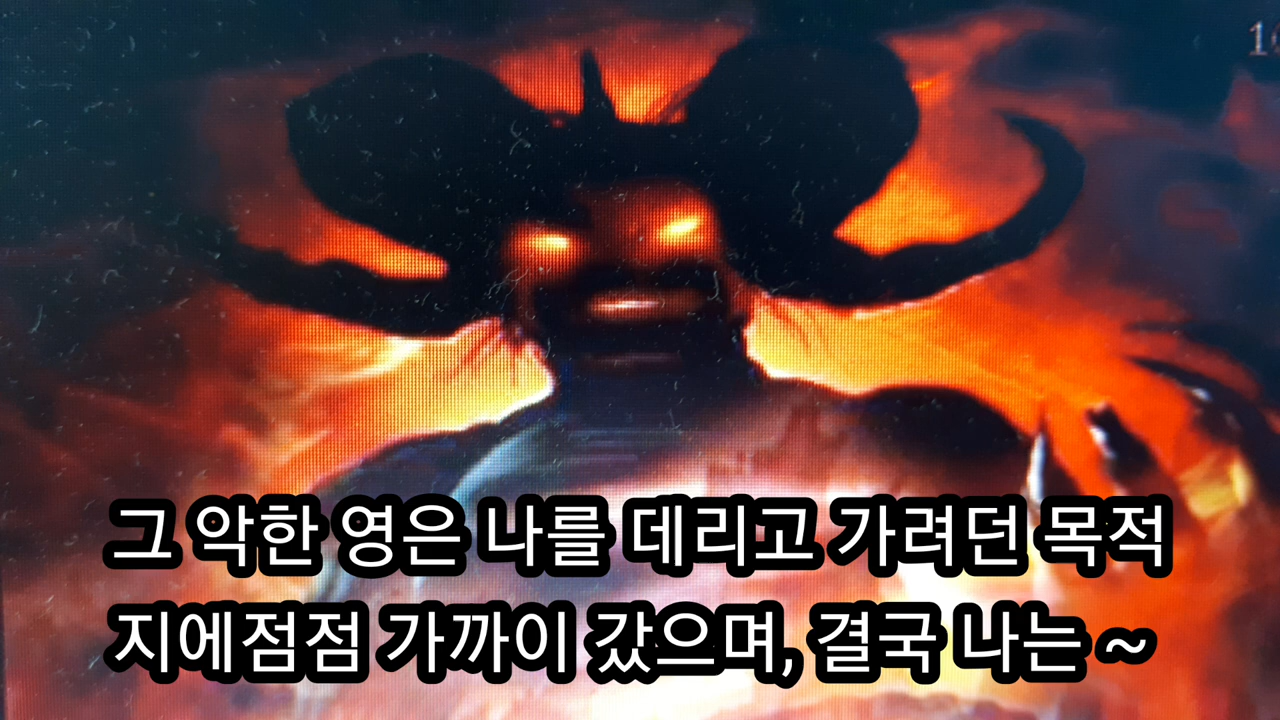 그 악한 영은 나를 데리고 가려던 목적
지에점점 가까이 갔으며, 결국 나는 ~